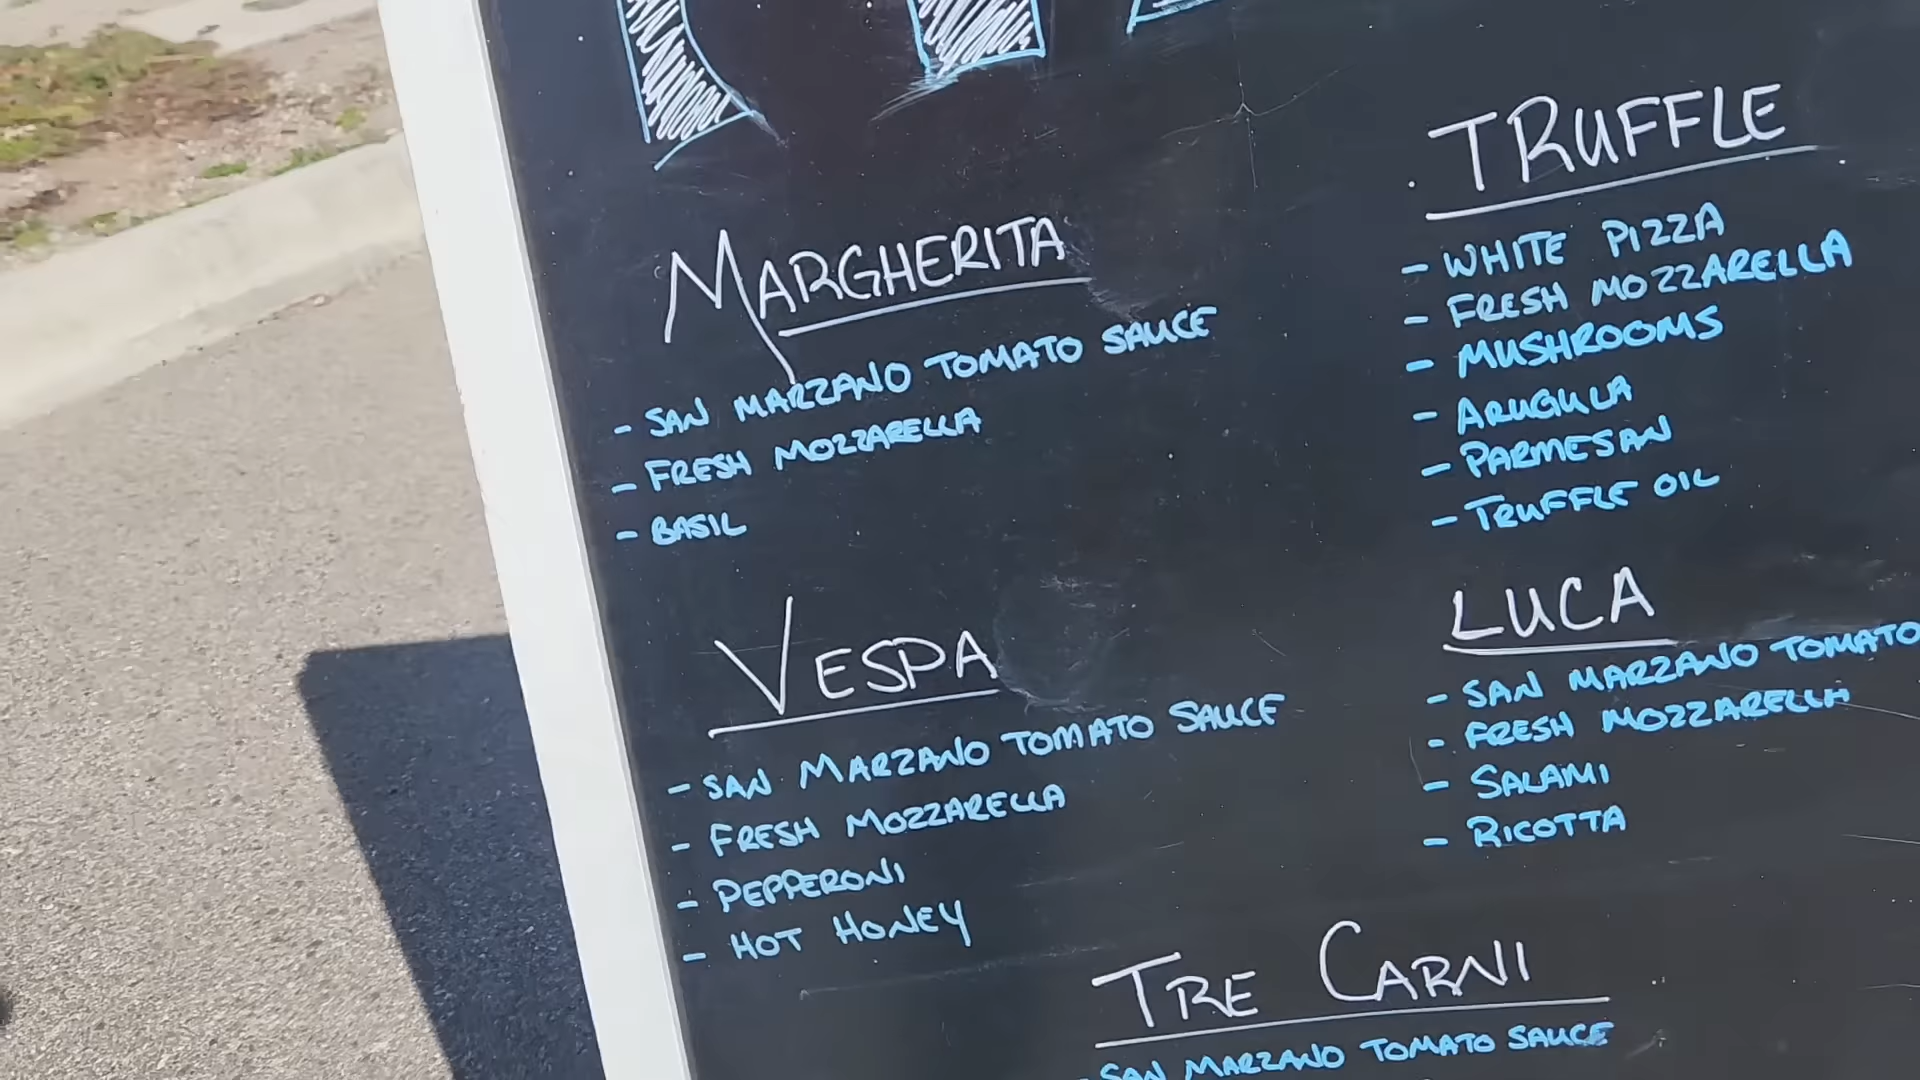 MARGHERITA
- SAN MARZANO TOMATO SAUCE
- FRESH MOZZARELLA
- BASIL
VESPA
- SAN MARZANO TOMATO SAUCE
- FRESH MOZZARELLA
- PEPPERONI
- HOT HONEY
TRUFFLE
- WHITE PIZZA
- FRESH MOZZARELLA
- MUSHROOMS
- ARUGULA
- PARMESAN
- TRUFFLE OIL
LUCA
- SAN MARZANO TOMATO
- FRESH MOZZARELLA
- SALAMI
- RICOTTA
TRE CARNI
- SAN MARZANO TOMATO SAUCE